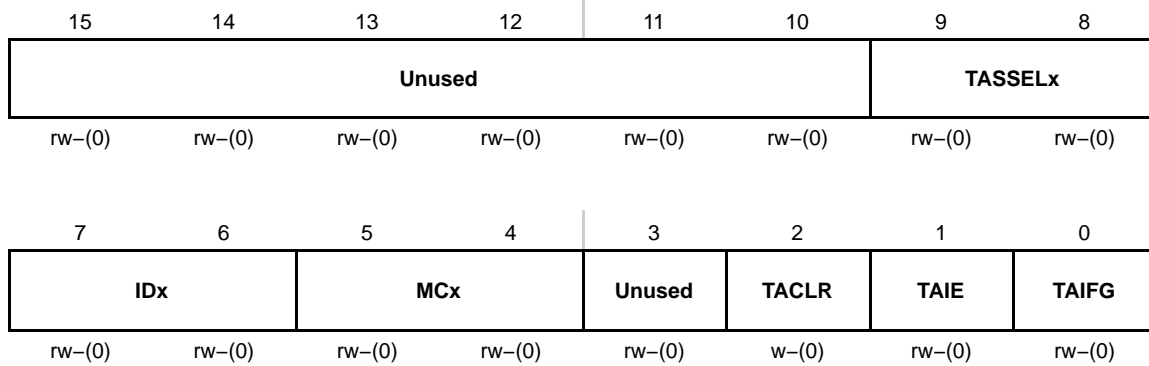 15 14 13 12 11 10 9 8
Unused TASSELx
rw−(0) rw−(0) rw−(0) rw−(0) rw−(0) rw−(0) rw−(0) rw−(0)
7 6 5 4 3 2 1 0
IDx MCx Unused TACLR TAIE TAIFG
rw−(0) rw−(0) rw−(0) rw−(0) rw−(0) w−(0) rw−(0) rw−(0)